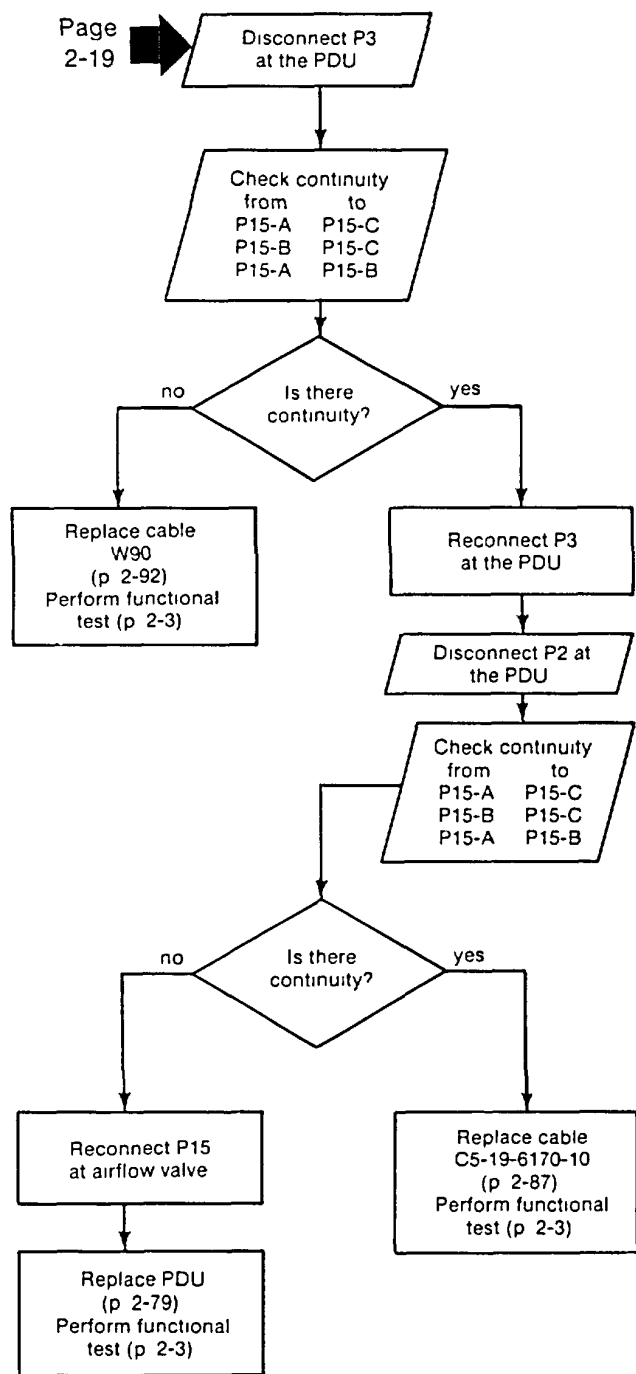 Page
2-19
Disconnect P3
at the PDU
Check continuity
from to
P15-A P15-C
P15-B P15-C
P15-A P15-B
Is there
continuity?
no
yes
Replace cable
W90
(p 2-92)
Perform functional
test (p 2-3)
Reconnect P3
at the PDU
Disconnect P2 at
the PDU
Check continuity
from to
P15-A P15-C
P15-B P15-C
P15-A P15-B
Is there
continuity?
no
yes
Reconnect P15
at airflow valve
Replace PDU
(p 2-79)
Perform functional
test (p 2-3)
Replace cable
C5-19-6170-10
(p 2-87)
Perform functional
test (p 2-3)